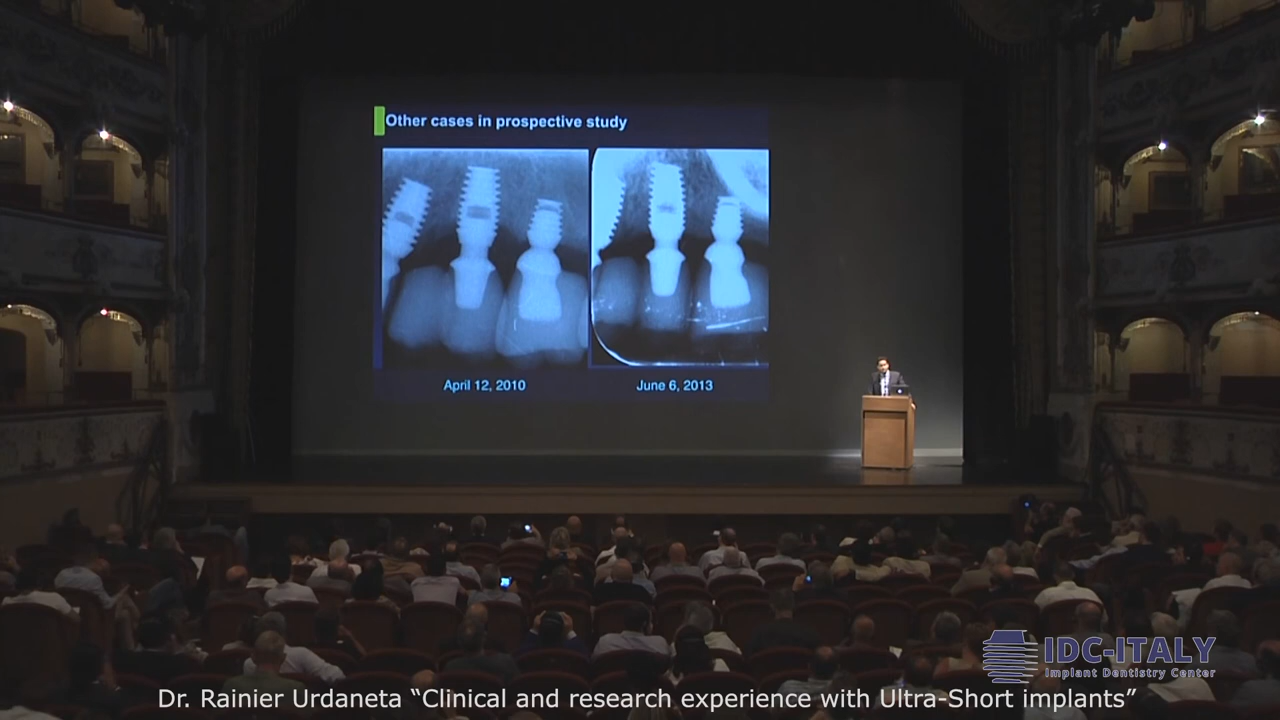 Other cases in prospective study
April 12, 2010
June 6, 2013
IDC-ITALY
Implant Dentistry Center
Dr. Rainier Urdaneta “Clinical and research experience with Ultra-Short implants”